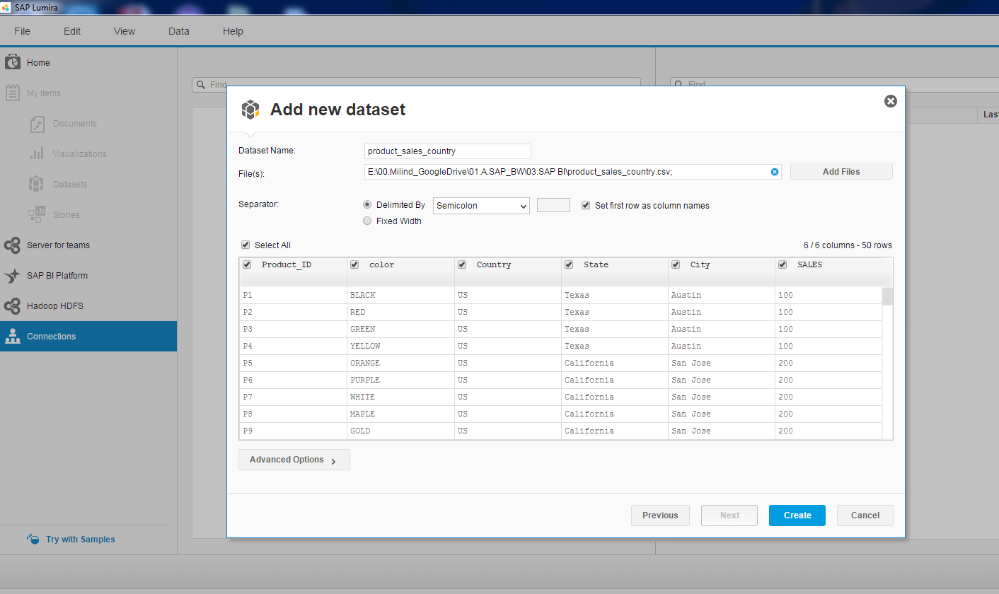 SAP Lumira
File Edit View Data Help
Home
My Items
Documents
Visualizations
Datasets
Stories
Server for teams
SAP BI Platform
Hadoop HDFS
Connections
Try with Samples
Find
Find
Las
Add new dataset
Dataset Name: product_sales_country
File(s): E:\00.Milind_GoogleDrive\01.A.SAP_BW\03.SAP BI\product_sales_country.csv; Add Files
Separator: Delimited By Semicolon Set first row as column names
Fixed Width
Select All 6 / 6 columns - 50 rows
Product_ID color Country State City SALES
P1 BLACK US Texas Austin 100
P2 RED US Texas Austin 100
P3 GREEN US Texas Austin 100
P4 YELLOW US Texas Austin 100
P5 ORANGE US California San Jose 200
P6 PURPLE US California San Jose 200
P7 WHITE US California San Jose 200
P8 MAPLE US California San Jose 200
P9 GOLD US California San Jose 200
Advanced Options
Previous Next Create Cancel